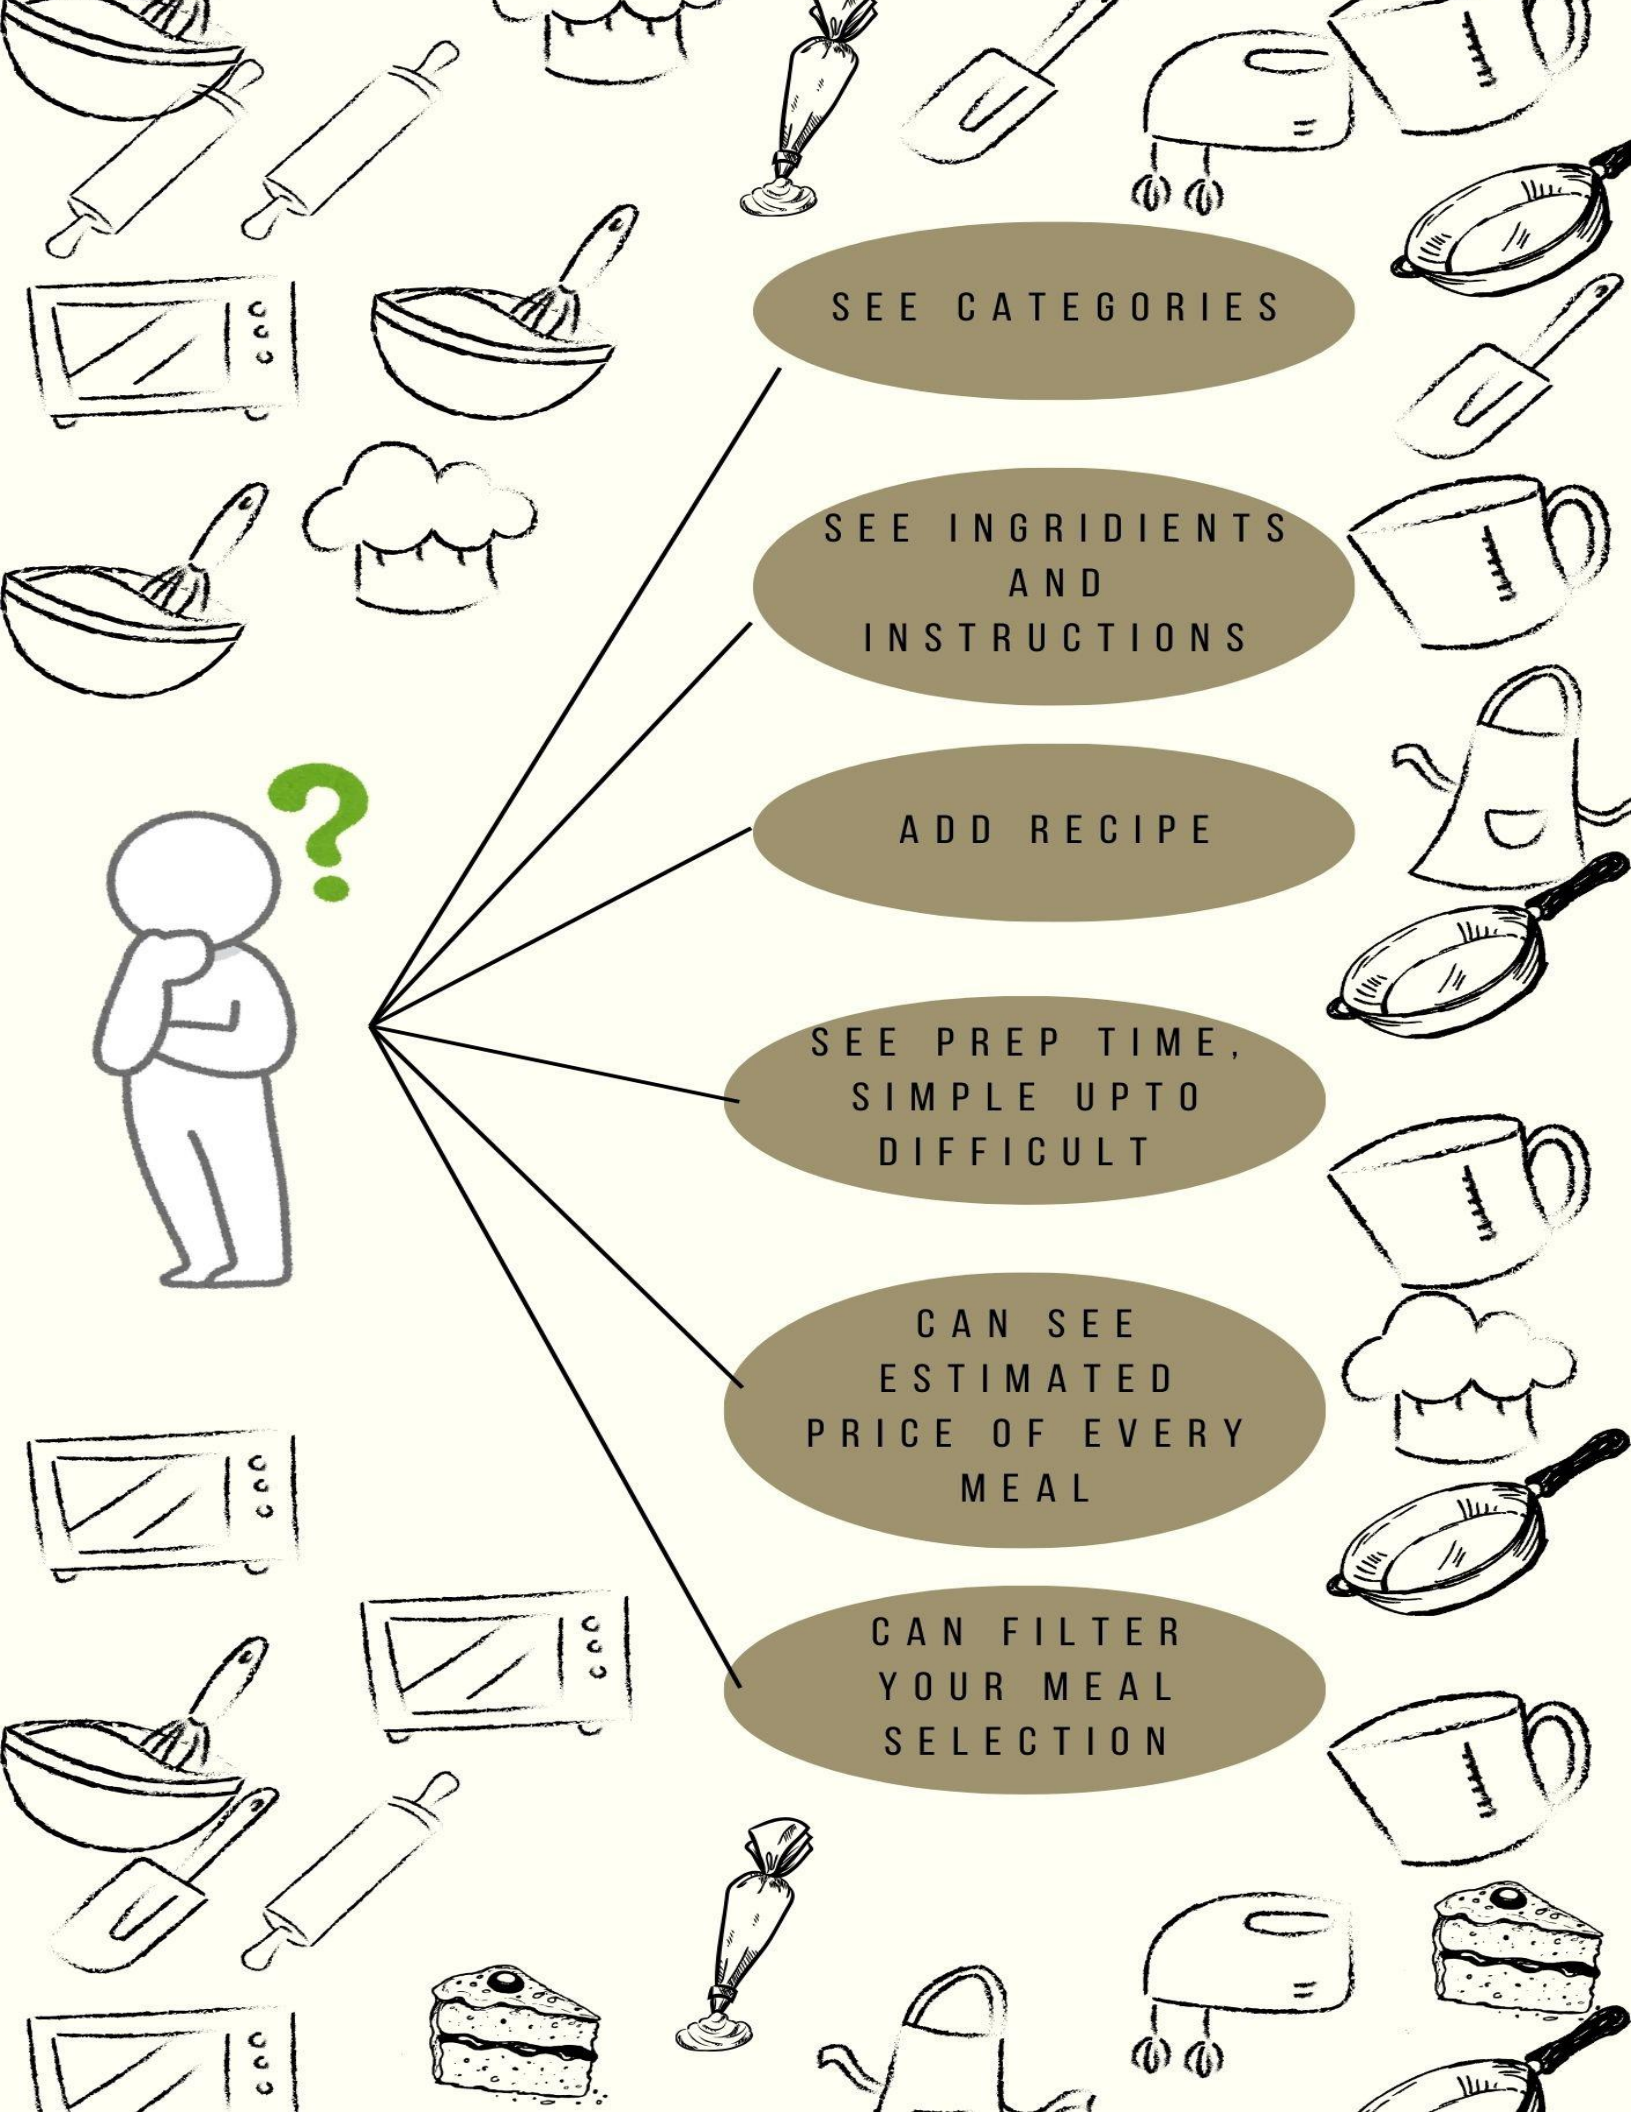 SEE CATEGORIES
SEE INGRIDIENTS
AND
INSTRUCTIONS
ADD RECIPE
SEE PREP TIME,
SIMPLE UPTO
DIFFICULT
CAN SEE
ESTIMATED
PRICE OF EVERY
MEAL
CAN FILTER
YOUR MEAL
SELECTION